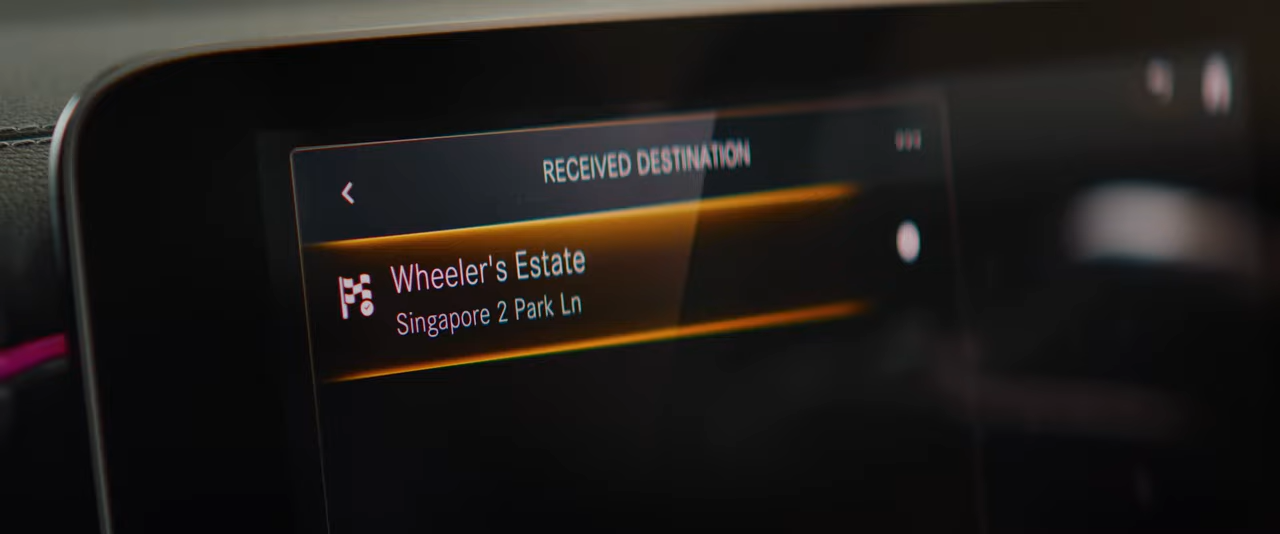 RECEIVED DESTINATION
Wheeler's Estate
Singapore 2 Park Ln